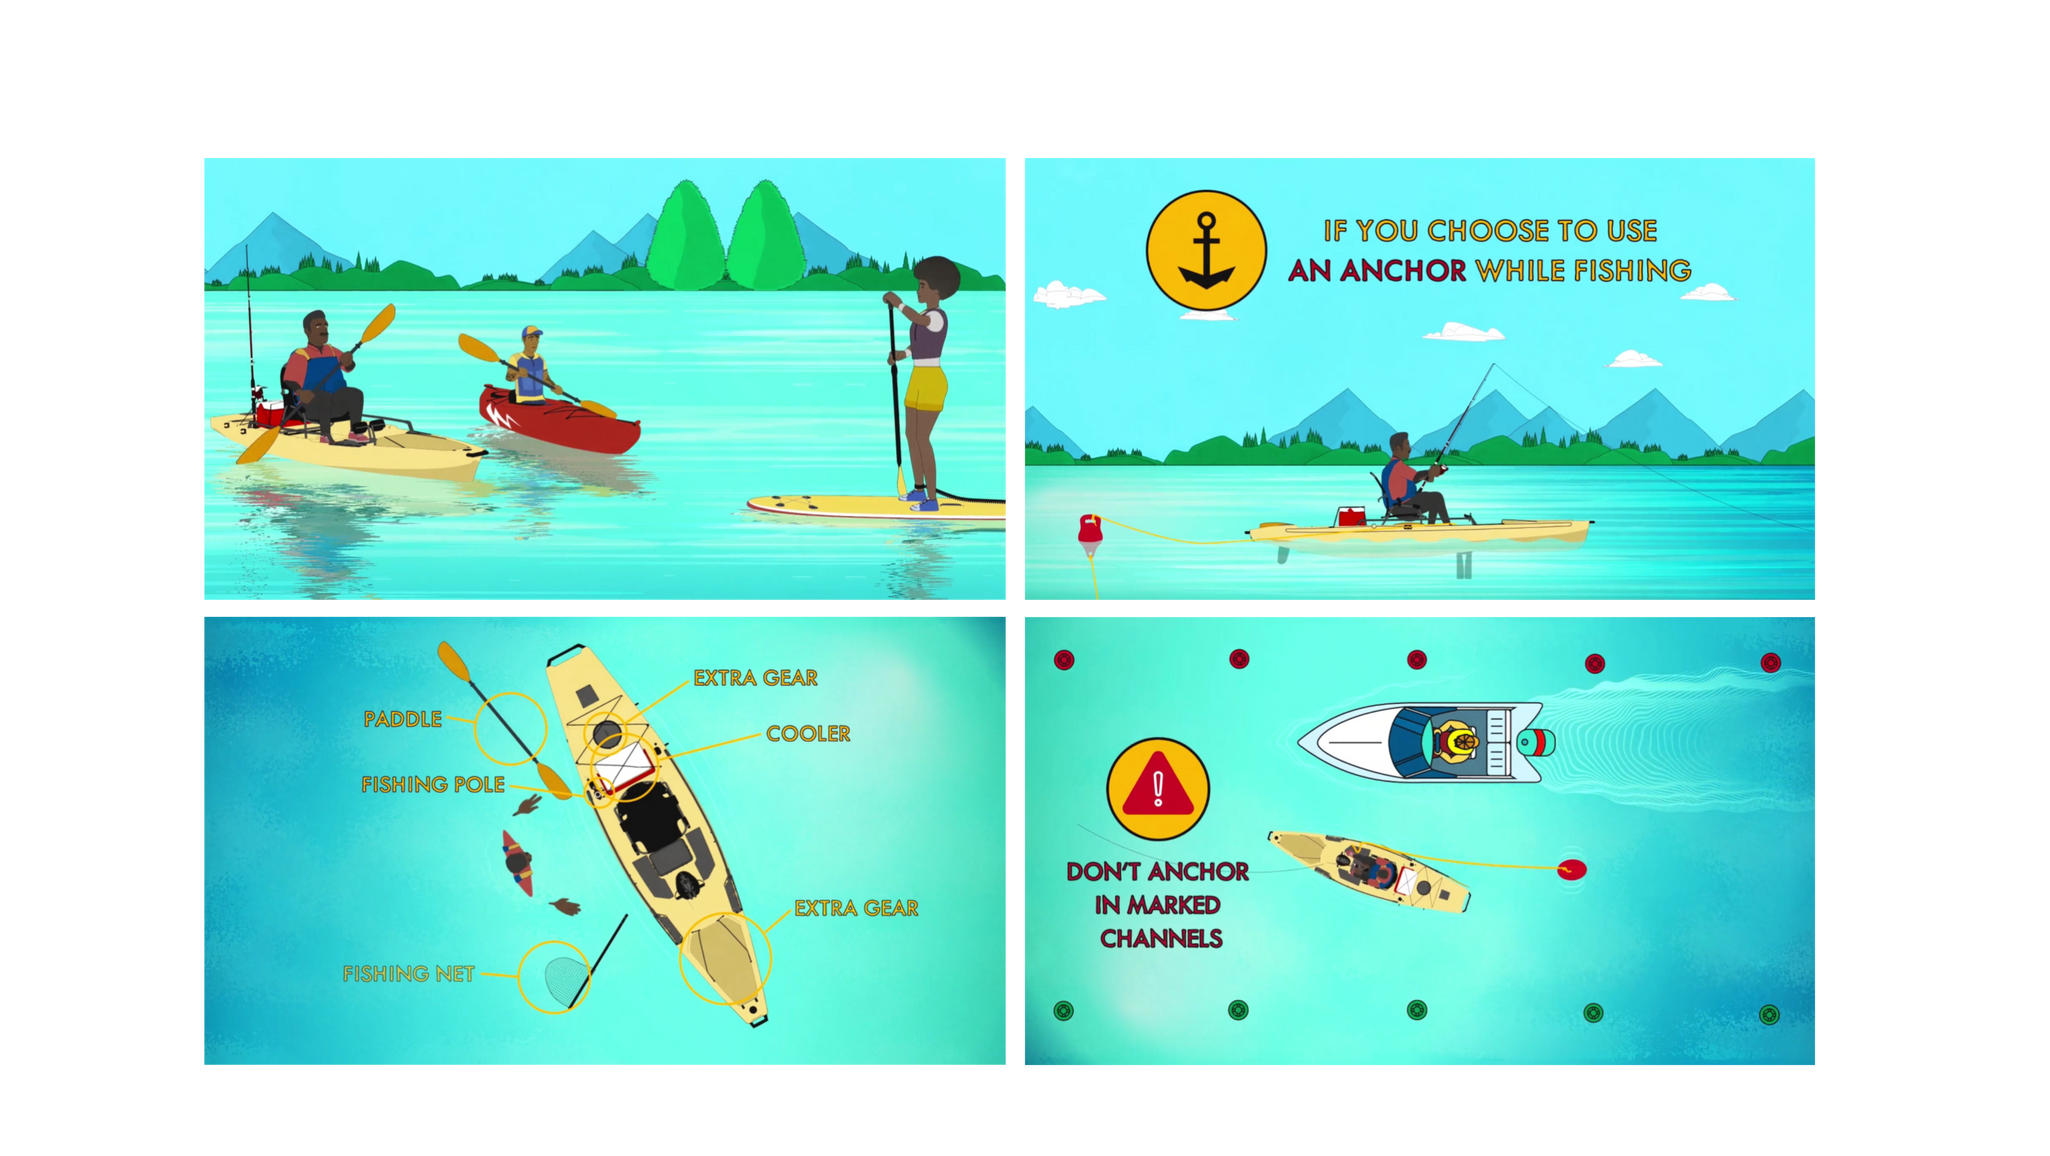 IF YOU CHOOSE TO USE
AN ANCHOR WHILE FISHING
EXTRA GEAR
PADDLE
COOLER
FISHING POLE
EXTRA GEAR
FISHING NET
DON'T ANCHOR
IN MARKED
CHANNELS